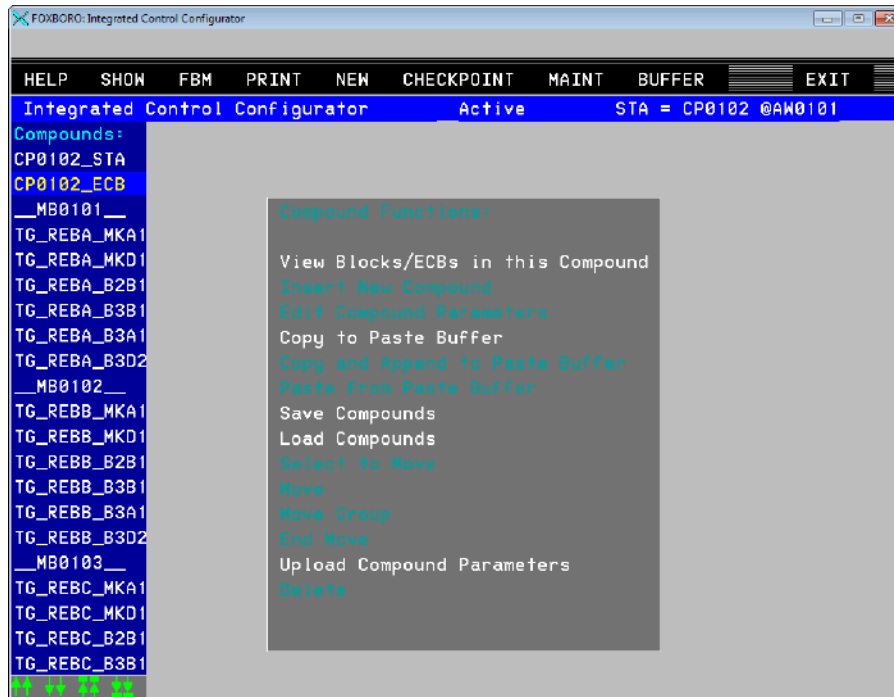 FOXBORO: Integrated Control Configurator
HELP SHOW FBM PRINT NEW CHECKPOINT MAINT BUFFER EXIT
Integrated Control Configurator Active STA = CP0102 @AW0101
Compounds:
CP0102_STA
CP0102_ECB
__MB0101__
TG_REBA_MKA1
TG_REBA_MKD1
TG_REBA_B2B1
TG_REBA_B3B1
TG_REBA_B3A1
TG_REBA_B3D2
__MB0102__
TG_REBB_MKA1
TG_REBB_MKD1
TG_REBB_B2B1
TG_REBB_B3B1
TG_REBB_B3A1
TG_REBB_B3D2
__MB0103__
TG_REBC_MKA1
TG_REBC_MKD1
TG_REBC_B2B1
TG_REBC_B3B1
Compound Functions:
View Blocks/ECBs in this Compound
Insert New Compound
Edit Compound Parameters
Copy to Paste Buffer
Copy and Append to Paste Buffer
Paste From Paste Buffer
Save Compounds
Load Compounds
Select to Move
Move
Move Group
End Move
Upload Compound Parameters
Delete